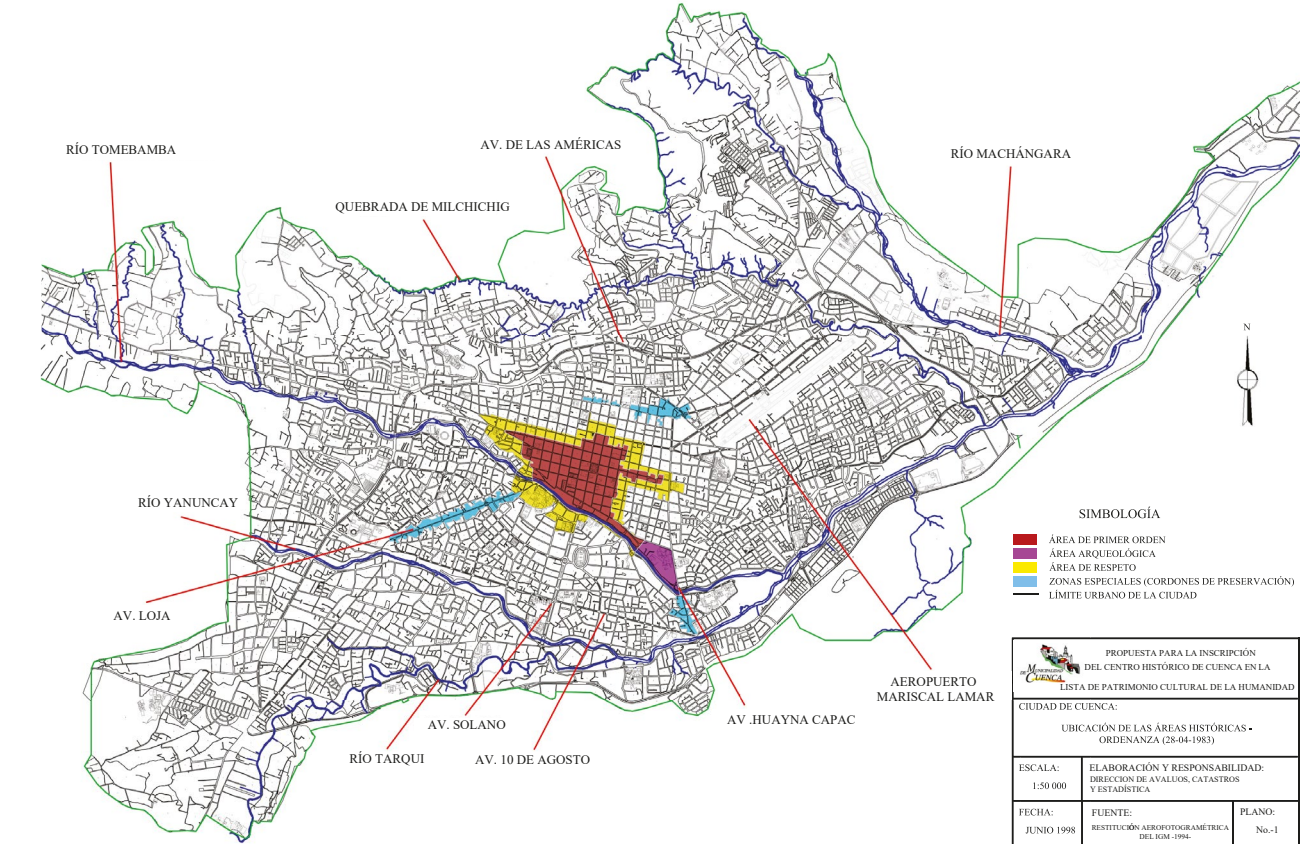 AV. DE LAS AMÉRICAS
RÍO TOMEBAMBA
RÍO MACHÁNGARA
QUEBRADA DE MILCHICHIG
N
RÍO YANUNCAY
AV. LOJA
AV. SOLANO
RÍO TARQUI
AV. 10 DE AGOSTO
AV .HUAYNA CAPAC
AEROPUERTO
MARISCAL LAMAR
SIMBOLOGÍA
ÁREA DE PRIMER ORDEN
ÁREA ARQUEOLÓGICA
ÁREA DE RESPETO
ZONAS ESPECIALES (CORDONES DE PRESERVACIÓN)
LÍMITE URBANO DE LA CIUDAD
MUNICIPALIDAD
DE CUENCA
PROPUESTA PARA LA INSCRIPCIÓN
DEL CENTRO HISTÓRICO DE CUENCA EN LA
LISTA DE PATRIMONIO CULTURAL DE LA HUMANIDAD
CIUDAD DE CUENCA:
UBICACIÓN DE LAS ÁREAS HISTÓRICAS -
ORDENANZA (28-04-1983)
ESCALA:
1:50 000
ELABORACIÓN Y RESPONSABILIDAD:
DIRECCION DE AVALUOS, CATASTROS
Y ESTADÍSTICA
FECHA:
JUNIO 1998
FUENTE:
RESTITUCIÓN AEROFOTOGRAMÉTRICA
DEL IGM -1994-
PLANO:
No.-1